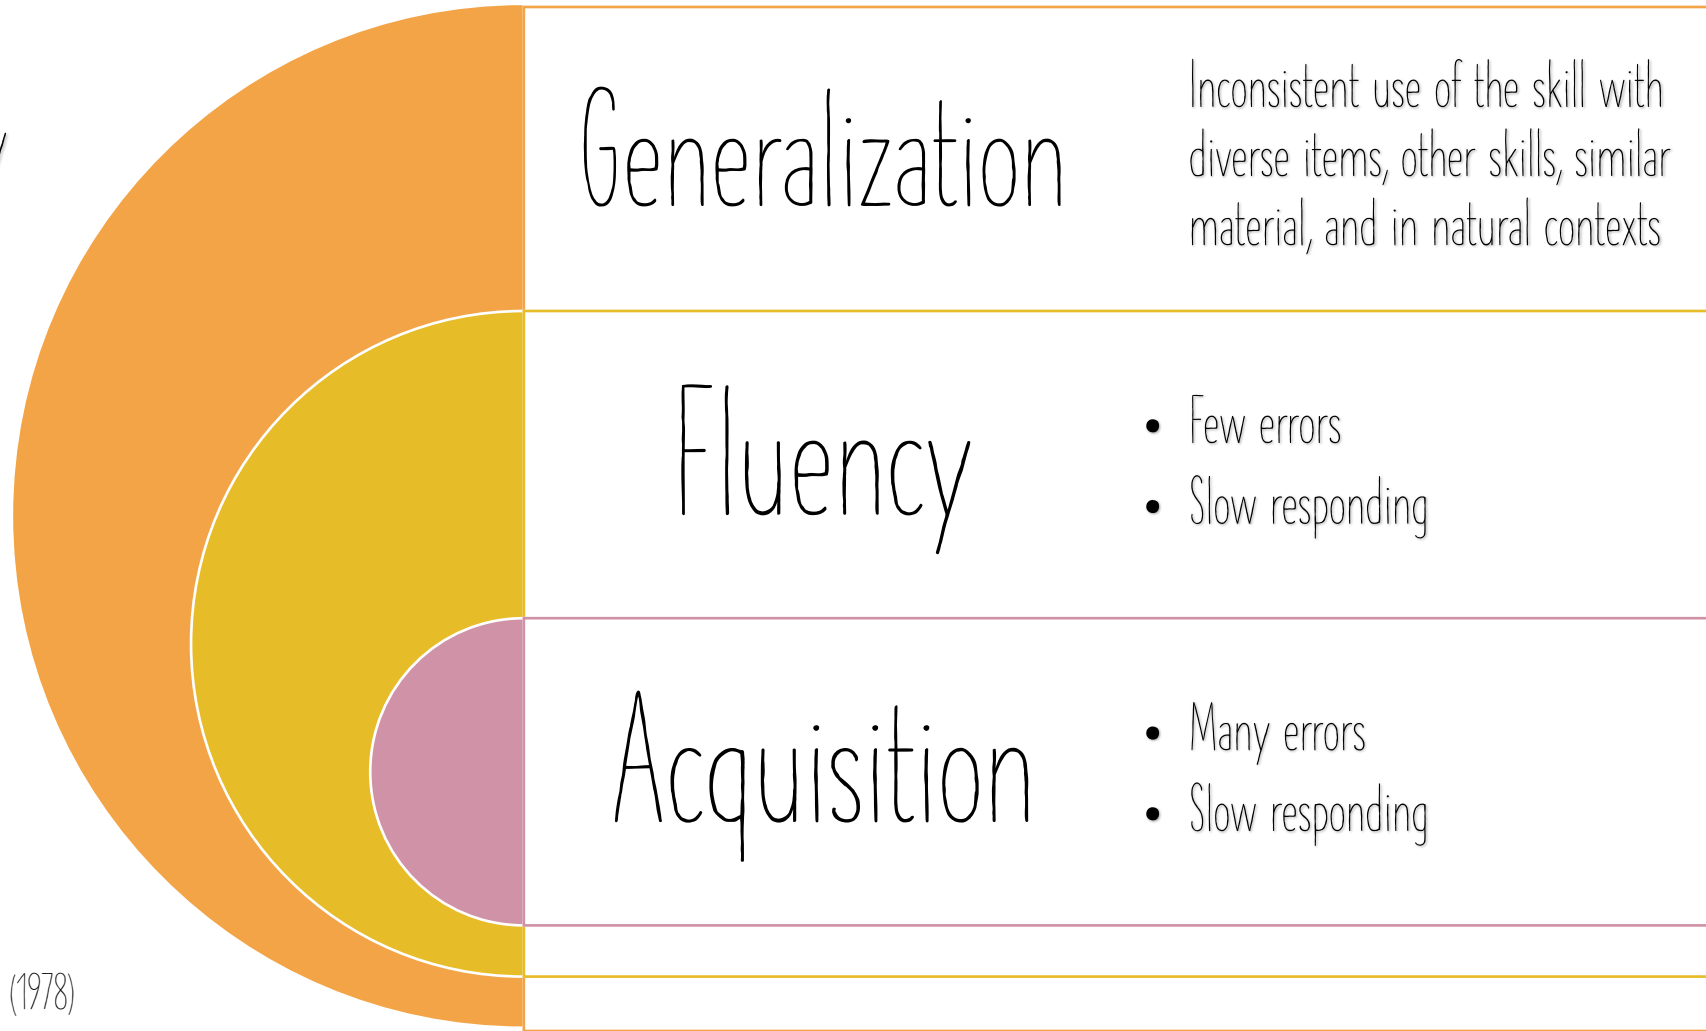 Generalization
Inconsistent use of the skill with
diverse items, other skills, similar
material, and in natural contexts
Fluency
• Few errors
• Slow responding
Acquisition
• Many errors
• Slow responding
(1978)